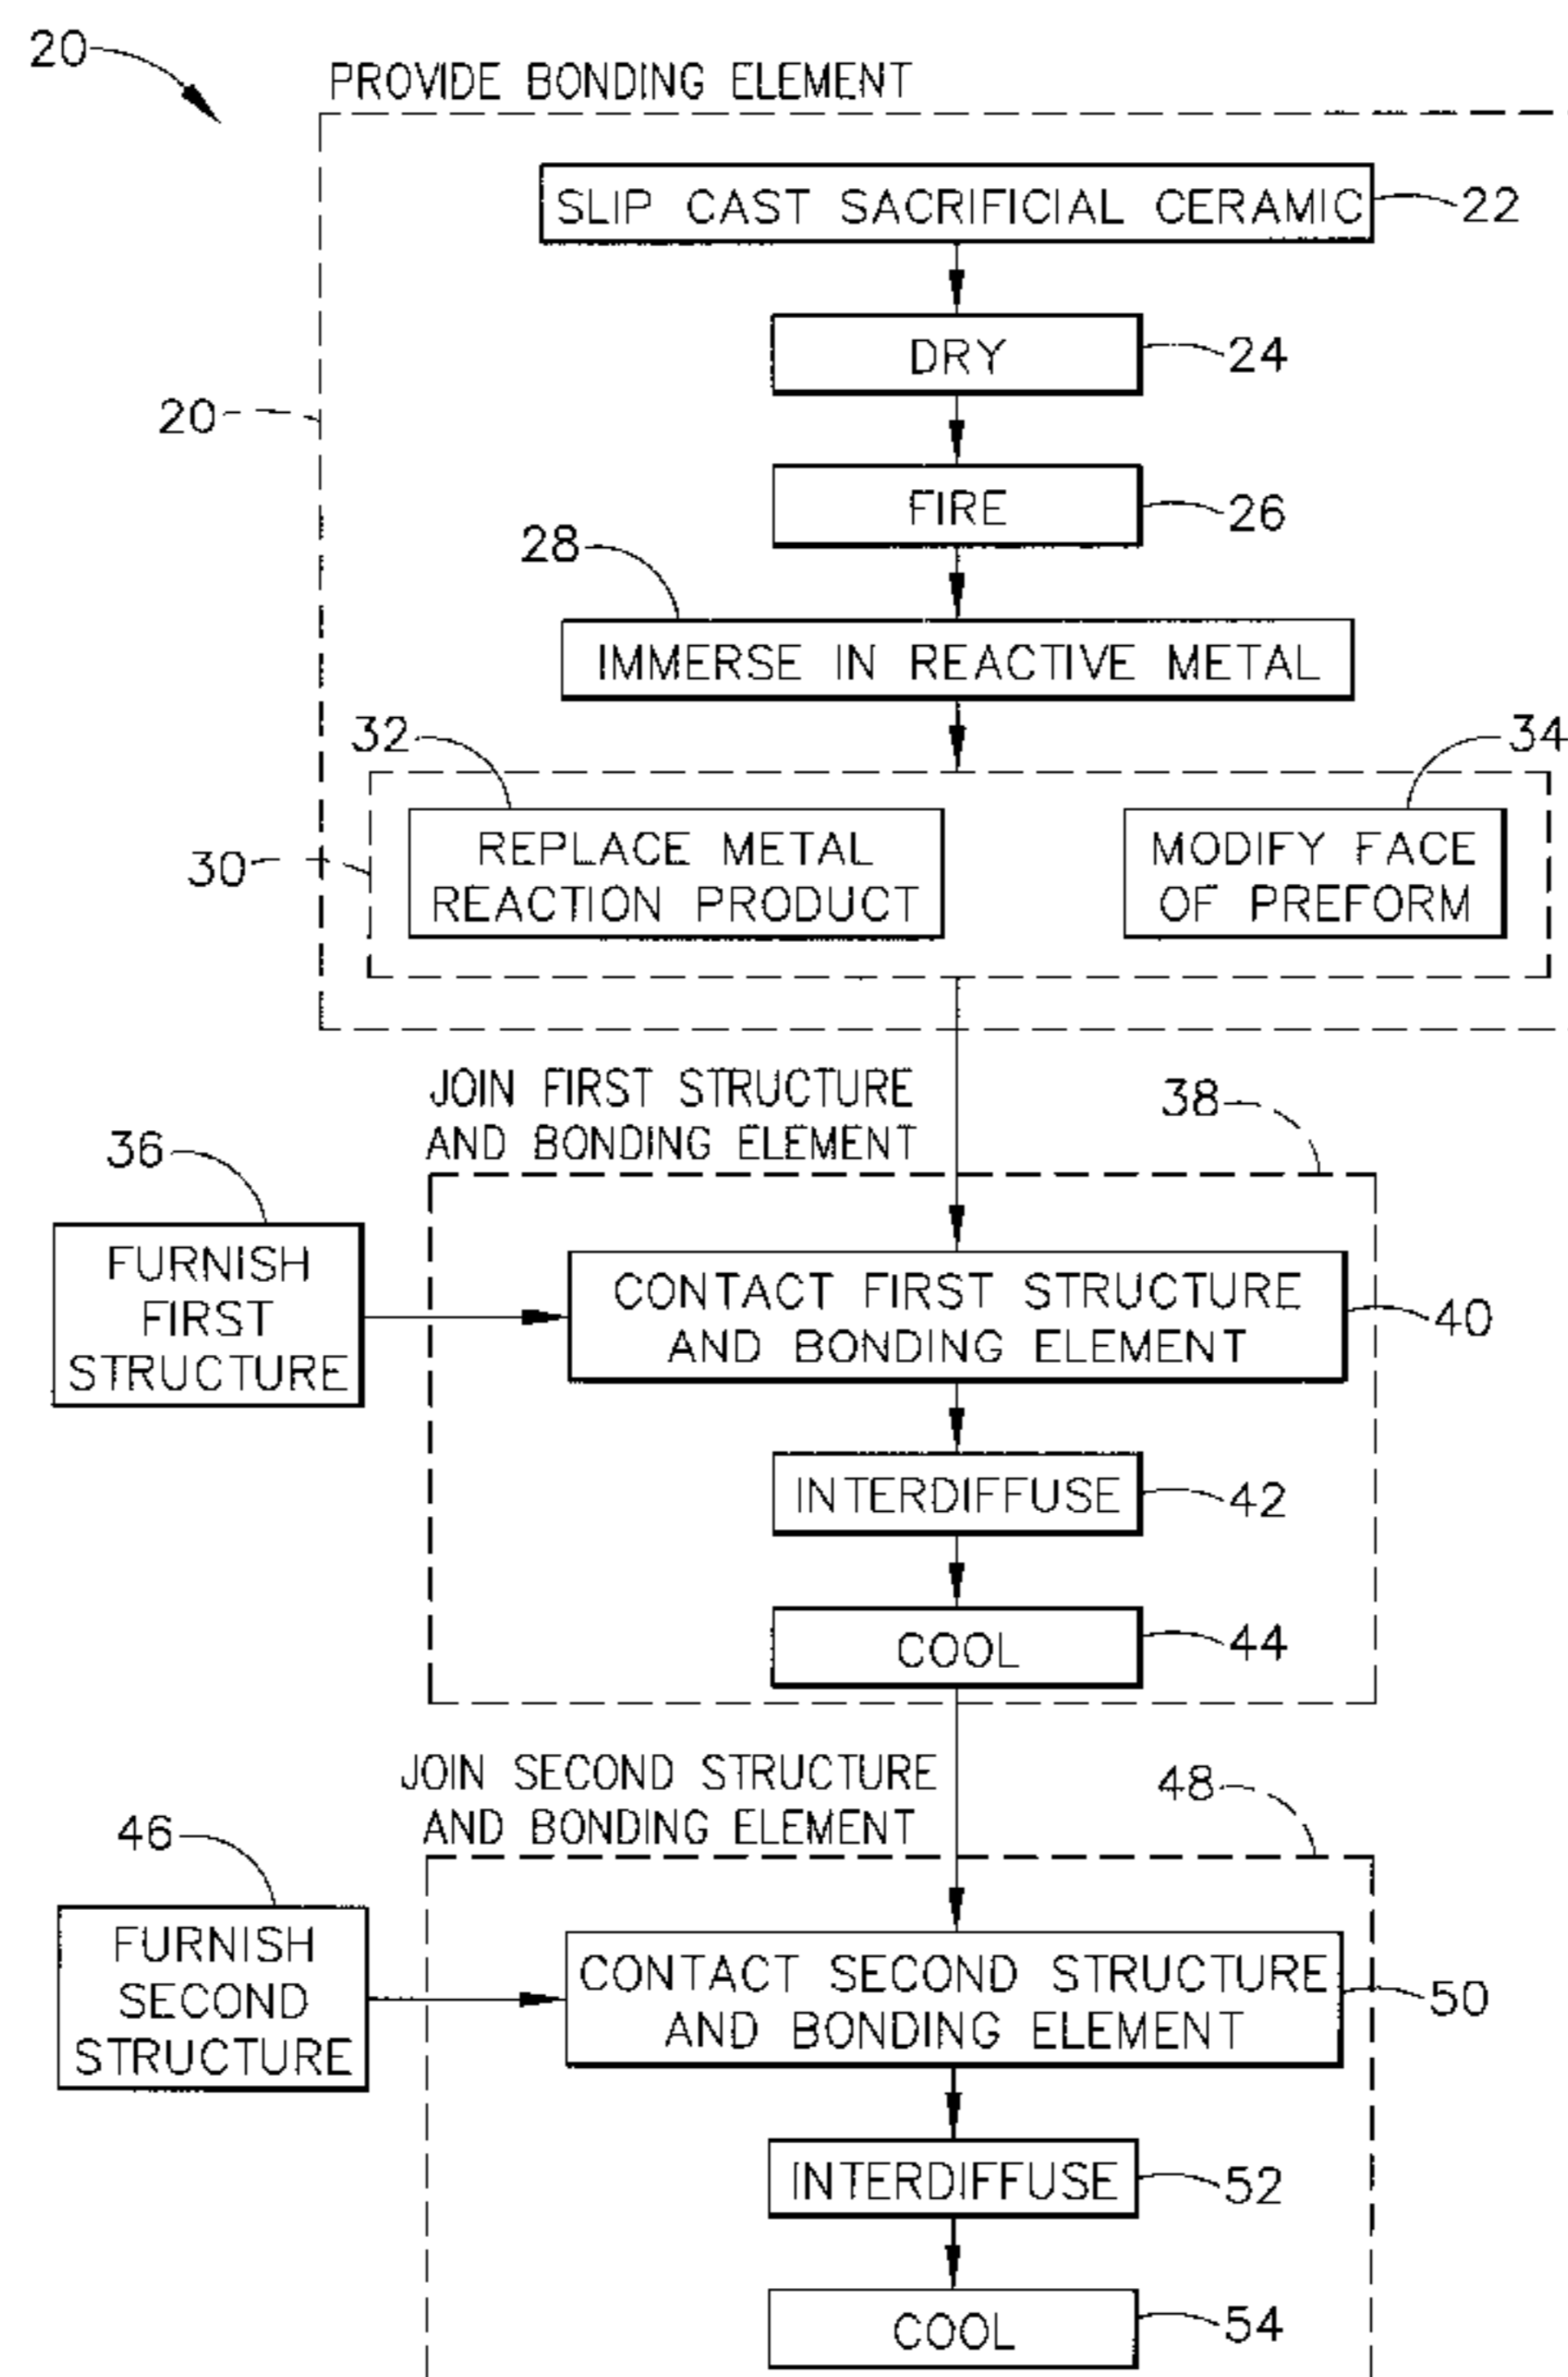 20
PROVIDE BONDING ELEMENT
SLIP CAST SACRIFICIAL CERAMIC
22
DRY
24
20
FIRE
26
28
IMMERSE IN REACTIVE METAL
32
34
30
REPLACE METAL
REACTION PRODUCT
MODIFY FACE
OF PREFORM
JOIN FIRST STRUCTURE
AND BONDING ELEMENT
38
36
FURNISH
FIRST
STRUCTURE
CONTACT FIRST STRUCTURE
AND BONDING ELEMENT
40
INTERDIFFUSE
42
COOL
44
JOIN SECOND STRUCTURE
AND BONDING ELEMENT
48
46
FURNISH
SECOND
STRUCTURE
CONTACT SECOND STRUCTURE
AND BONDING ELEMENT
50
INTERDIFFUSE
52
COOL
54